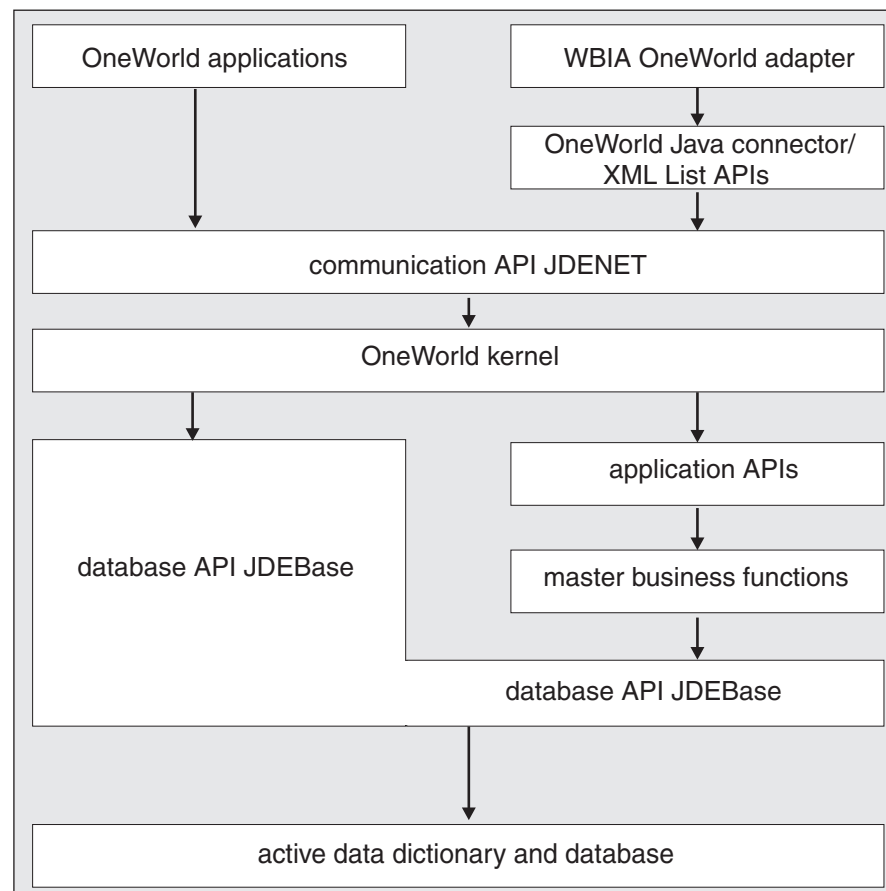 OneWorld applications
WBIA OneWorld adapter
OneWorld Java connector/
XML List APIs
communication API JDENET
OneWorld kernel
application APIs
database API JDEBase
master business functions
database API JDEBase
active data dictionary and database